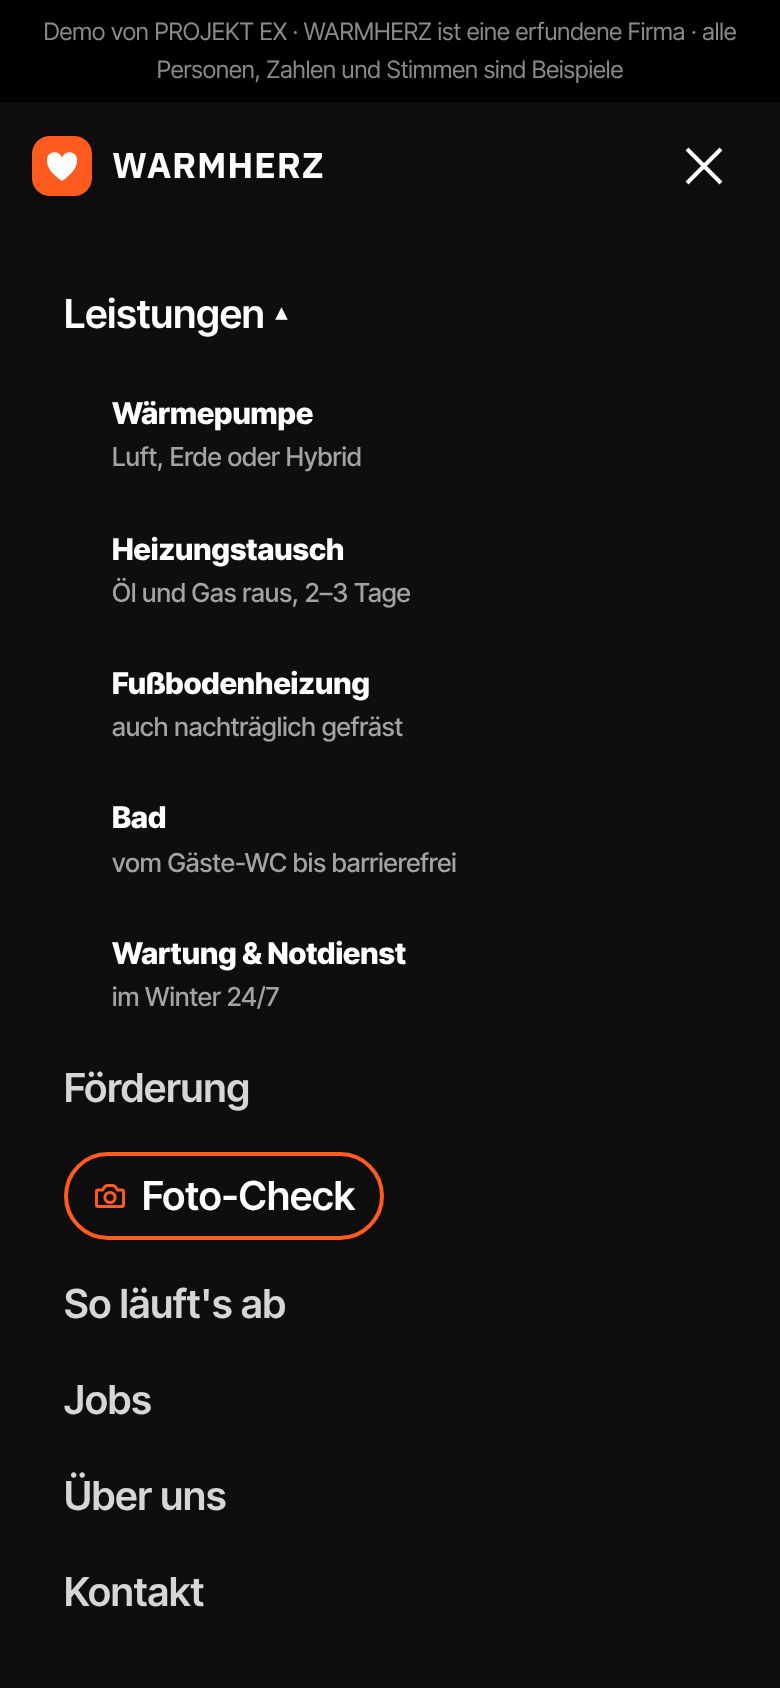 Demo von PROJEKT EX · WARMHERZ ist eine erfundene Firma · alle
Personen, Zahlen und Stimmen sind Beispiele
WARMHERZ
Leistungen ▲
Wärmepumpe
Luft, Erde oder Hybrid
Heizungstausch
Öl und Gas raus, 2–3 Tage
Fußbodenheizung
auch nachträglich gefräst
Bad
vom Gäste-WC bis barrierefrei
Wartung & Notdienst
im Winter 24/7
Förderung
Foto-Check
So läuft's ab
Jobs
Über uns
Kontakt